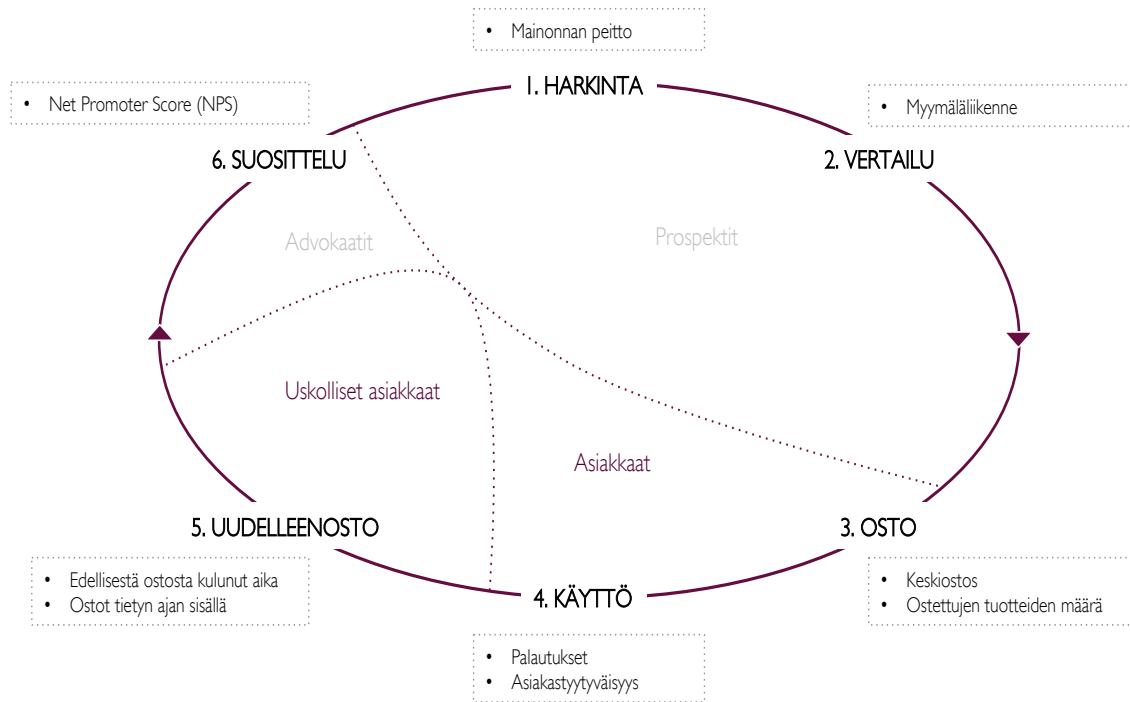 • Mainonnan peitto
1. HARKINTA
• Net Promoter Score (NPS)
• Myymäläliikenne
6. SUOSITTELU
2. VERTAILU
Advokaatit
Prospektit
Uskolliset asiakkaat
Asiakkaat
5. UUDELLEENOSTO
3. OSTO
• Edellisestä ostosta kulunut aika
• Ostot tietyn ajan sisällä
• Keskiostos
• Ostettujen tuotteiden määrä
4. KÄYTTÖ
• Palautukset
• Asiakastyytyväisyys